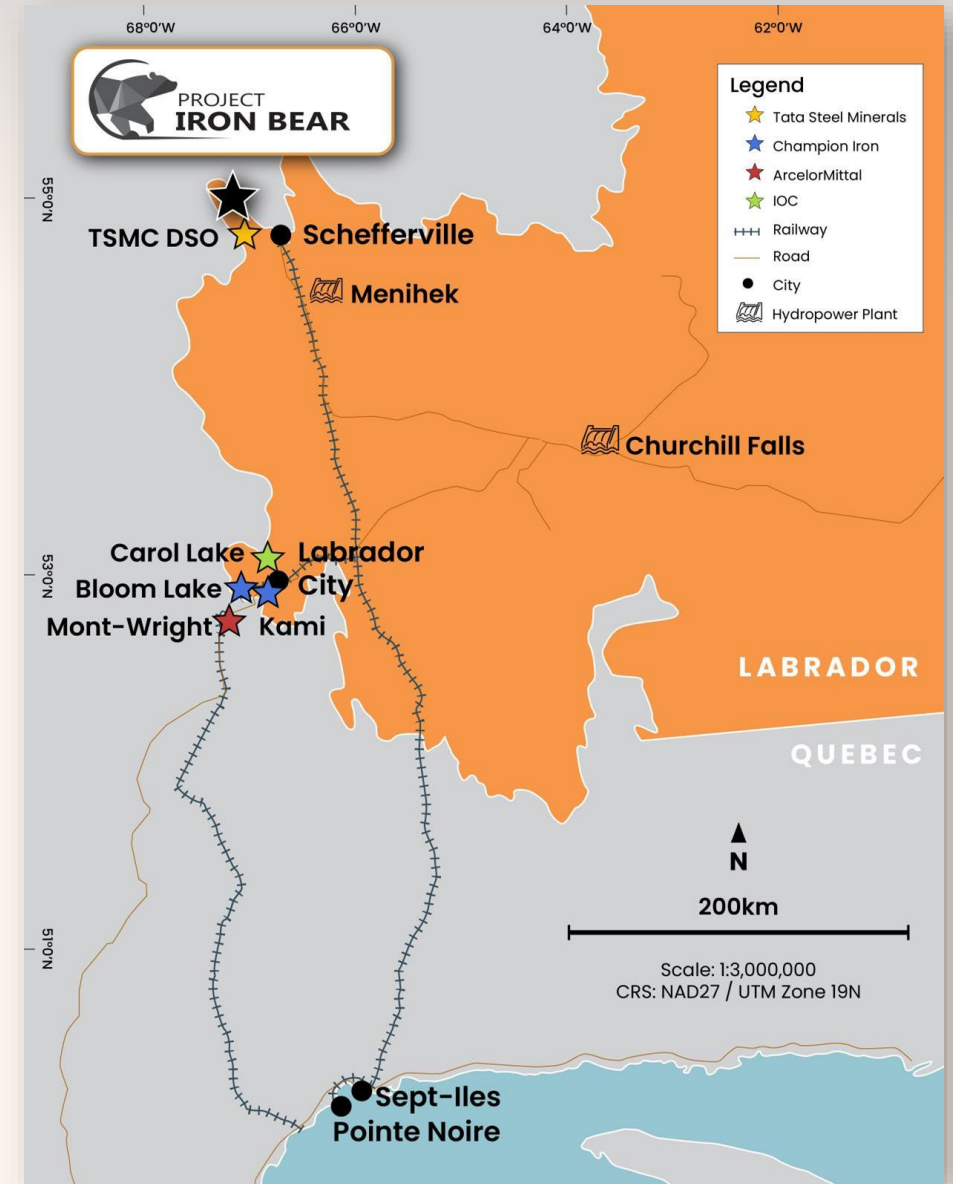 68°0'W
66°0'W
64°0'W
62°0'W
PROJECT
IRON BEAR
Legend
Tata Steel Minerals
Champion Iron
ArcelorMittal
IOC
Railway
Road
City
Hydropower Plant
55°0'N
TSMC DSO
Schefferville
Menihek
Churchill Falls
53°0'N
Carol Lake
Labrador
City
Bloom Lake
Mont-Wright
Kami
LABRADOR
QUEBEC
N
200km
51°0'N
Scale: 1:3,000,000
CRS: NAD27 / UTM Zone 19N
Sept-Iles
Pointe Noire